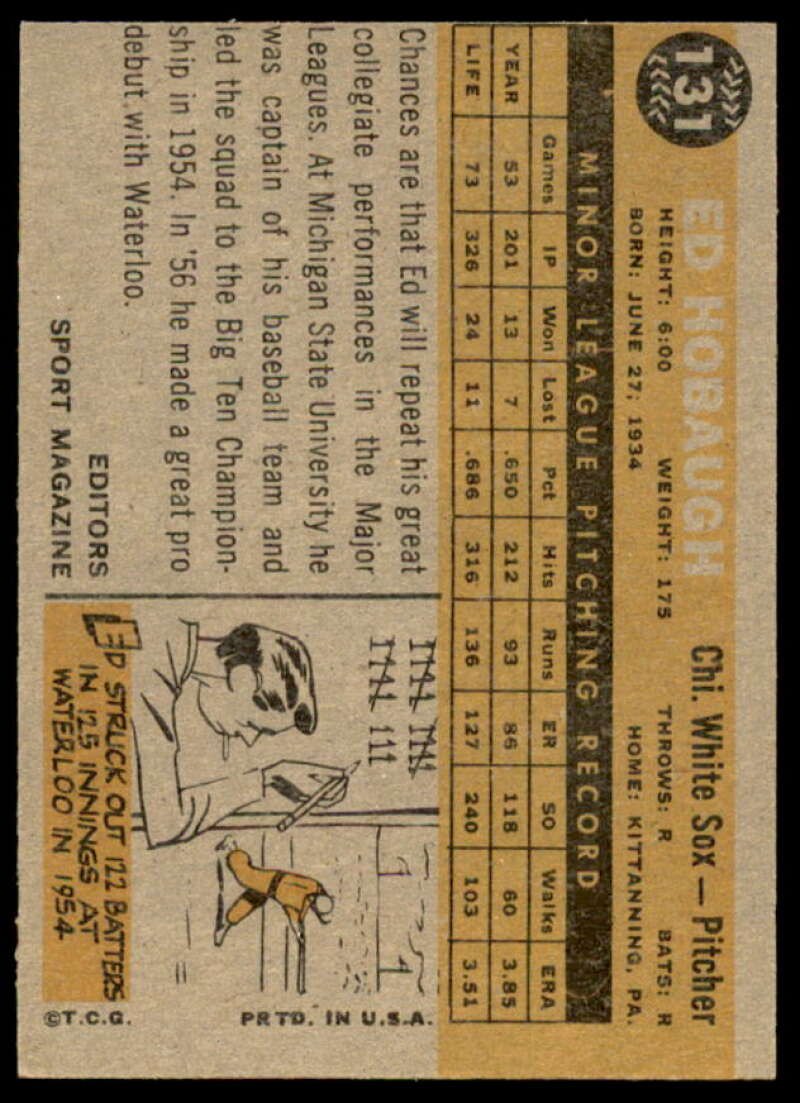 131
ED HOBAUGH Chi. White Sox — Pitcher
HEIGHT: 6:00 WEIGHT: 175 THROWS: R BATS: R
BORN: JUNE 27, 1934 HOME: KITTANNING, PA.
MINOR LEAGUE PITCHING RECORD
Games IP Won Lost Pct Hits Runs ER SO Walks ERA
YEAR 53 201 13 7 .650 212 93 86 118 60 3.85
LIFE 73 326 24 11 .686 316 136 127 240 103 3.51
Chances are that Ed will repeat his great
collegiate performances in the Major
Leagues. At Michigan State University he
was captain of his baseball team and
led the squad to the Big Ten Champion-
ship in 1954. In '56 he made a great pro
debut with Waterloo.
EDITORS
SPORT MAGAZINE
ED STRUCK OUT 122 BATTERS
IN 125 INNINGS AT
WATERLOO IN 1954
©T.C.G. PRTD. IN U.S.A.